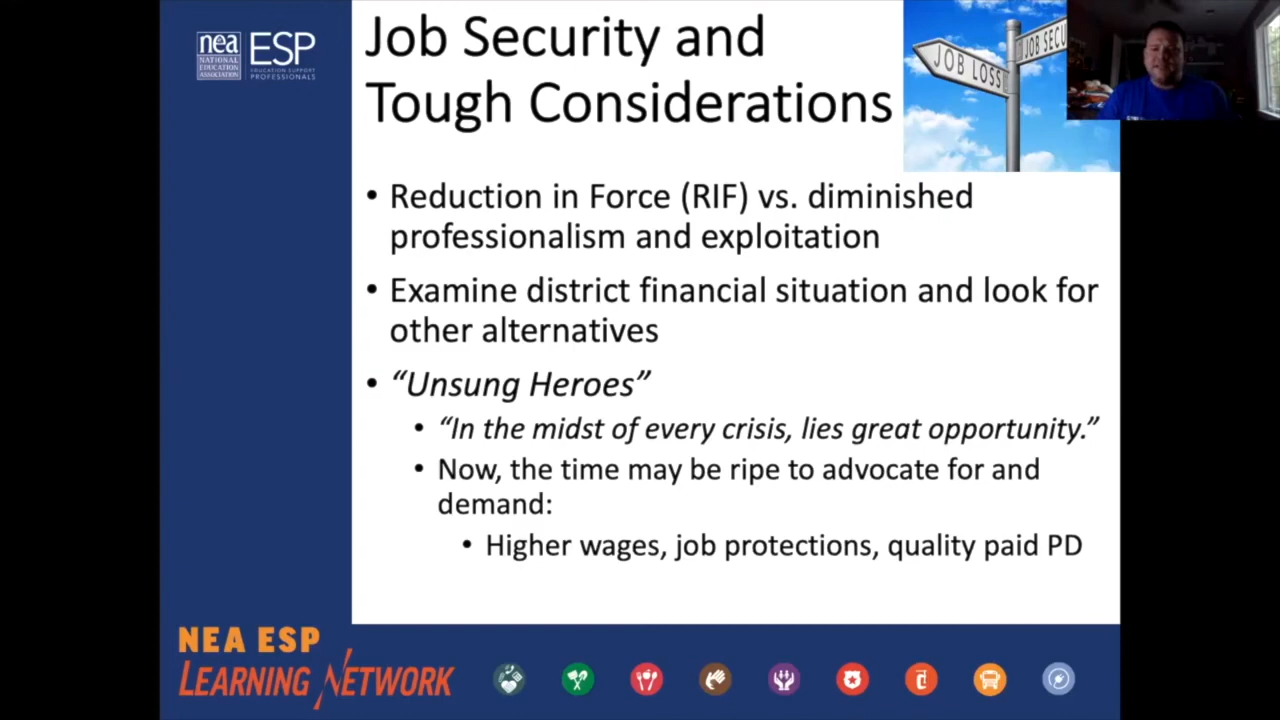 nea
NATIONAL
EDUCATION
ASSOCIATION
ESP
EDUCATION SUPPORT
PROFESSIONALS
Job Security and
Tough Considerations
JOB LOSS
JOB SECU
• Reduction in Force (RIF) vs. diminished
professionalism and exploitation
• Examine district financial situation and look for
other alternatives
• “Unsung Heroes”
• “In the midst of every crisis, lies great opportunity.”
• Now, the time may be ripe to advocate for and
demand:
• Higher wages, job protections, quality paid PD
NEA ESP
LEARNING NETWORK